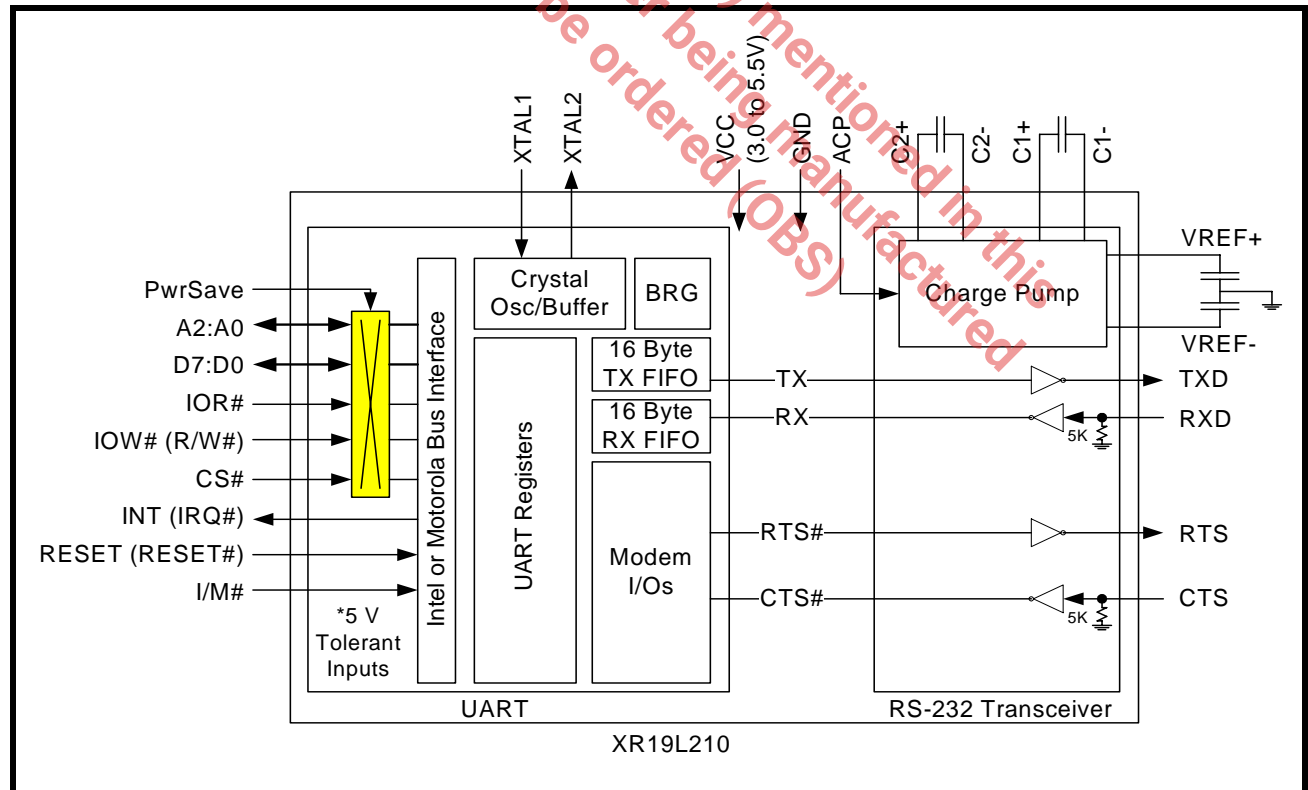 (s) mentioned in this
er being manufactured
be ordered (OBS)
XTAL1
XTAL2
VCC
(3.0 to 5.5V)
GND
ACP
C2+
C2-
C1+
C1-
PwrSave
A2:A0
D7:D0
IOR#
IOW# (R/W#)
CS#
INT (IRQ#)
RESET (RESET#)
I/M#
*5 V
Tolerant
Inputs
Intel or Motorola Bus Interface
Crystal
Osc/Buffer
BRG
UART Registers
16 Byte
TX FIFO
16 Byte
RX FIFO
Modem
I/Os
TX
RX
RTS#
CTS#
Charge Pump
5K
5K
VREF+
VREF-
TXD
RXD
RTS
CTS
UART
RS-232 Transceiver
XR19L210